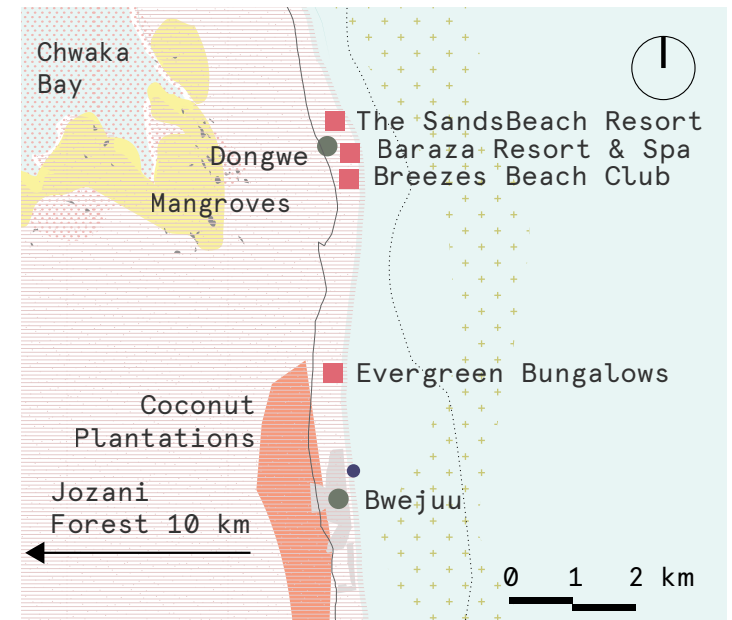 Chwaka
Bay
The SandsBeach Resort
Dongwe
Baraza Resort & Spa
Breezes Beach Club
Mangroves
Evergreen Bungalows
Coconut
Plantations
Jozani
Forest 10 km
Bwejuu
0 1 2 km